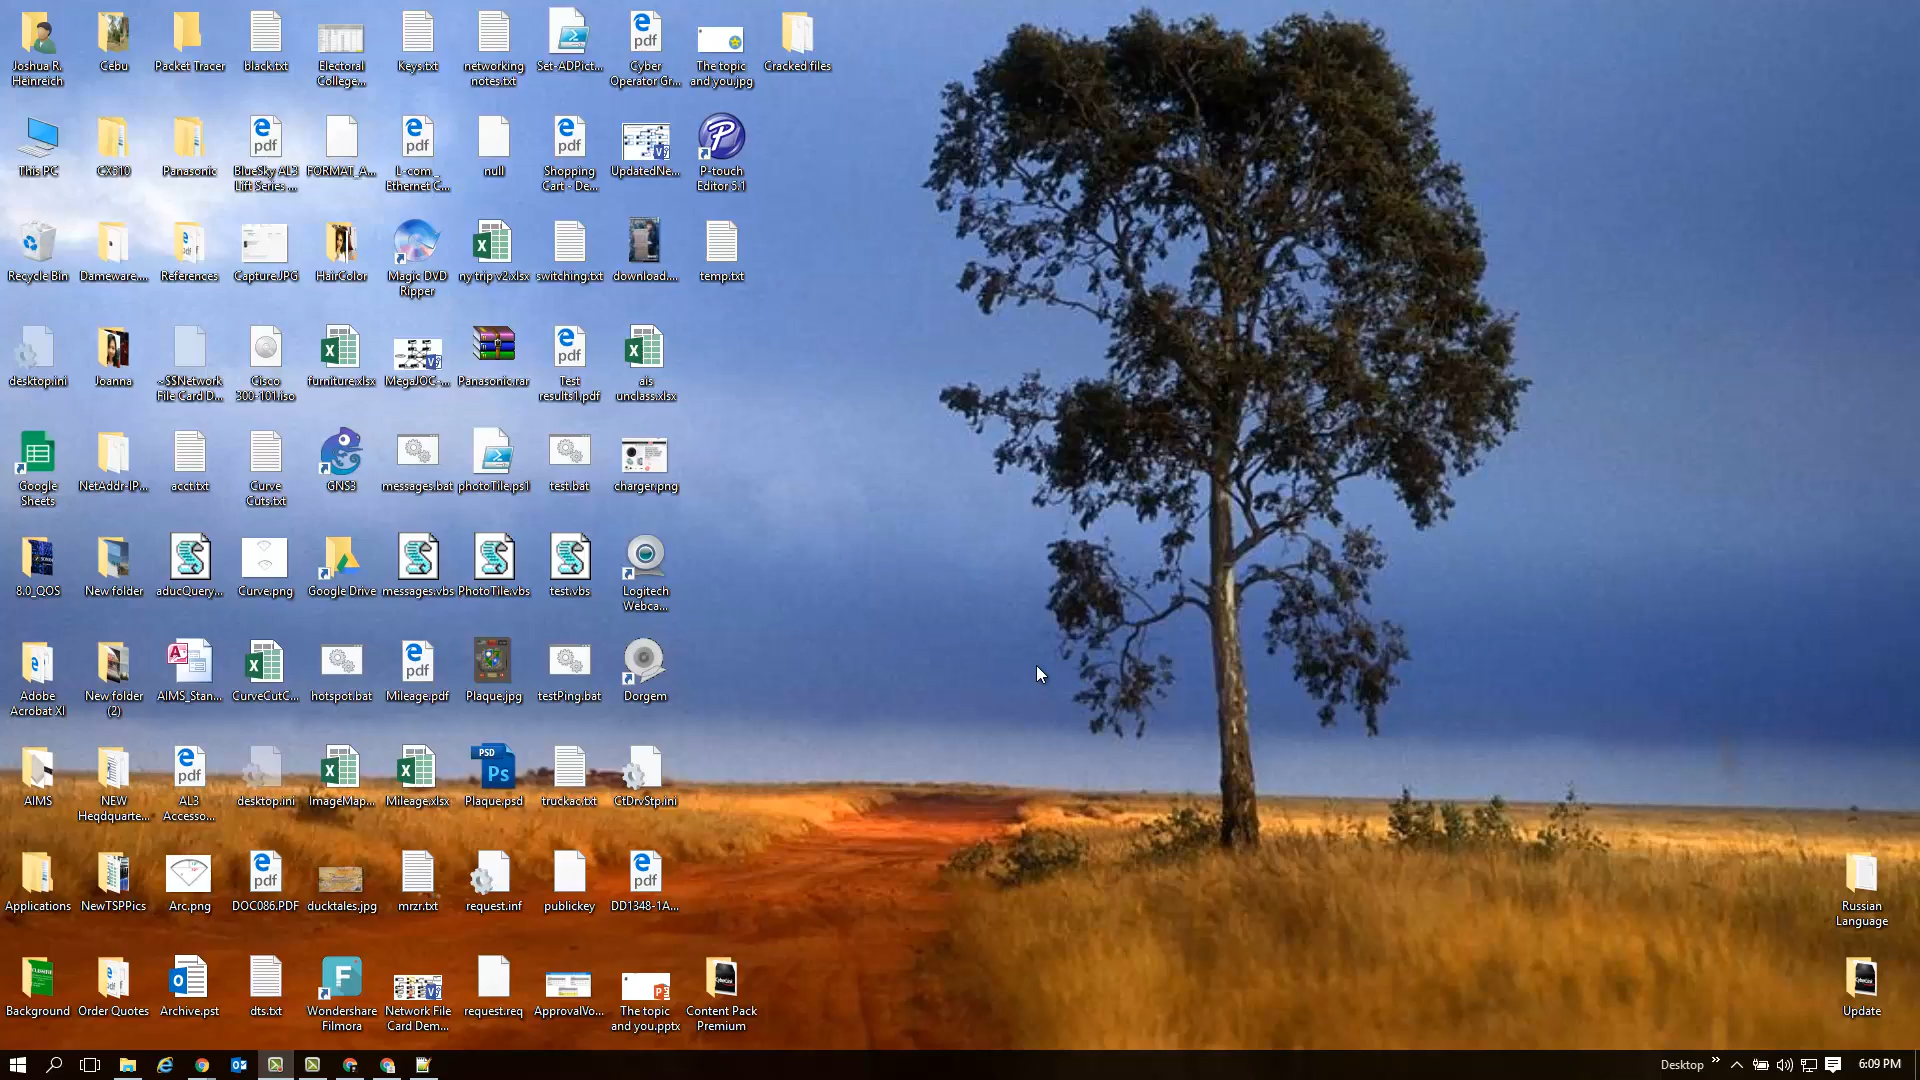 Joshua R.
Heinrich
Cebu
Packet Tracer
black.txt
Electoral
College...
Keys.txt
networking
notes.txt
Set-ADPict...
Cyber
Operator Gr...
The topic
and you.jpg
Cracked files
This PC
CX310
Panasonic
BlueSky AL3
Lift Series ...
FORMAT_A...
L-com _
Ethernet C...
null
Shopping
Cart - De...
UpdatedNe...
P-touch
Editor 5.1
Recycle Bin
Dameware....
References
Capture.JPG
HairColor
Magic DVD
Ripper
ny trip v2.xlsx
switching.txt
download....
temp.txt
desktop.ini
Joanna
~$$Network
File Card D...
Cisco
300-101.iso
furniture.xlsx
MegaJOC-...
Panasonic.rar
Test
results1.pdf
ais
unclass.xlsx
Google
Sheets
NetAddr-IP...
acct.txt
Curve
Cuts.txt
GNS3
messages.bat
photoTile.ps1
test.bat
charger.png
8.0_QOS
New folder
aducQuery...
Curve.png
Google Drive
messages.vbs
PhotoTile.vbs
test.vbs
Logitech
Webca...
Adobe
Acrobat XI
New folder
(2)
AIMS_Stan...
CurveCutC...
hotspot.bat
Mileage.pdf
Plaque.jpg
testPing.bat
Dorgem
AIMS
NEW
Heqdquarte...
AL3
Accesso...
desktop.ini
ImageMap...
Mileage.xlsx
Plaque.psd
truckac.txt
CtDrvStp.ini
Applications
NewTSPPics
Arc.png
DOC086.PDF
ducktales.jpg
mrzr.txt
request.inf
publickey
DD1348-1A...
Russian
Language
Background
Order Quotes
Archive.pst
dts.txt
Wondershare
Filmora
Network File
Card Dem...
request.req
ApprovalVo...
The topic
and you.pptx
Content Pack
Premium
Update
Desktop
6:09 PM